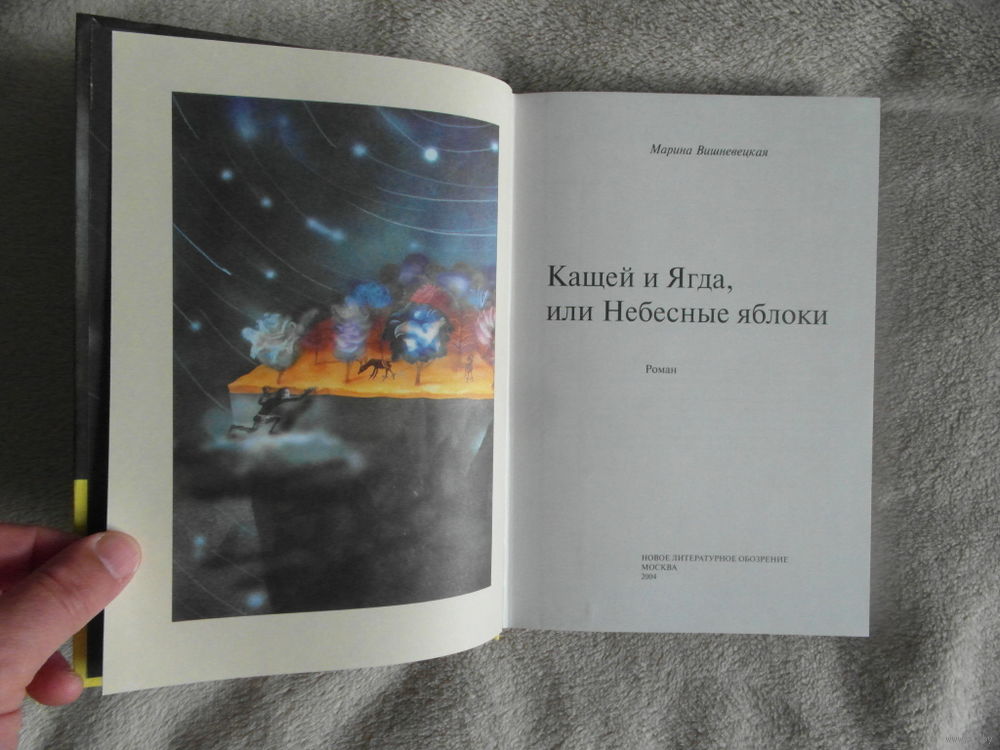 Марина Вишневецкая
Кащей и Ягда,
или Небесные яблоки
Роман
НОВОЕ ЛИТЕРАТУРНОЕ ОБОЗРЕНИЕ
МОСКВА
2004